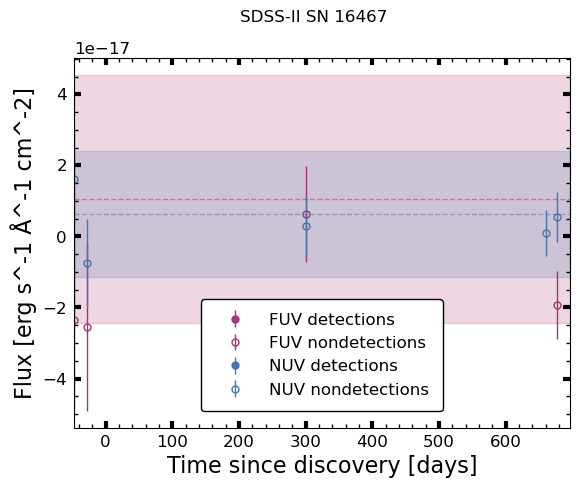 SDSS-II SN 16467
1e−17
4
2
0
−2
−4
Flux [erg s^-1 Å^-1 cm^-2]
FUV detections
FUV nondetections
NUV detections
NUV nondetections
0 100 200 300 400 500 600
Time since discovery [days]